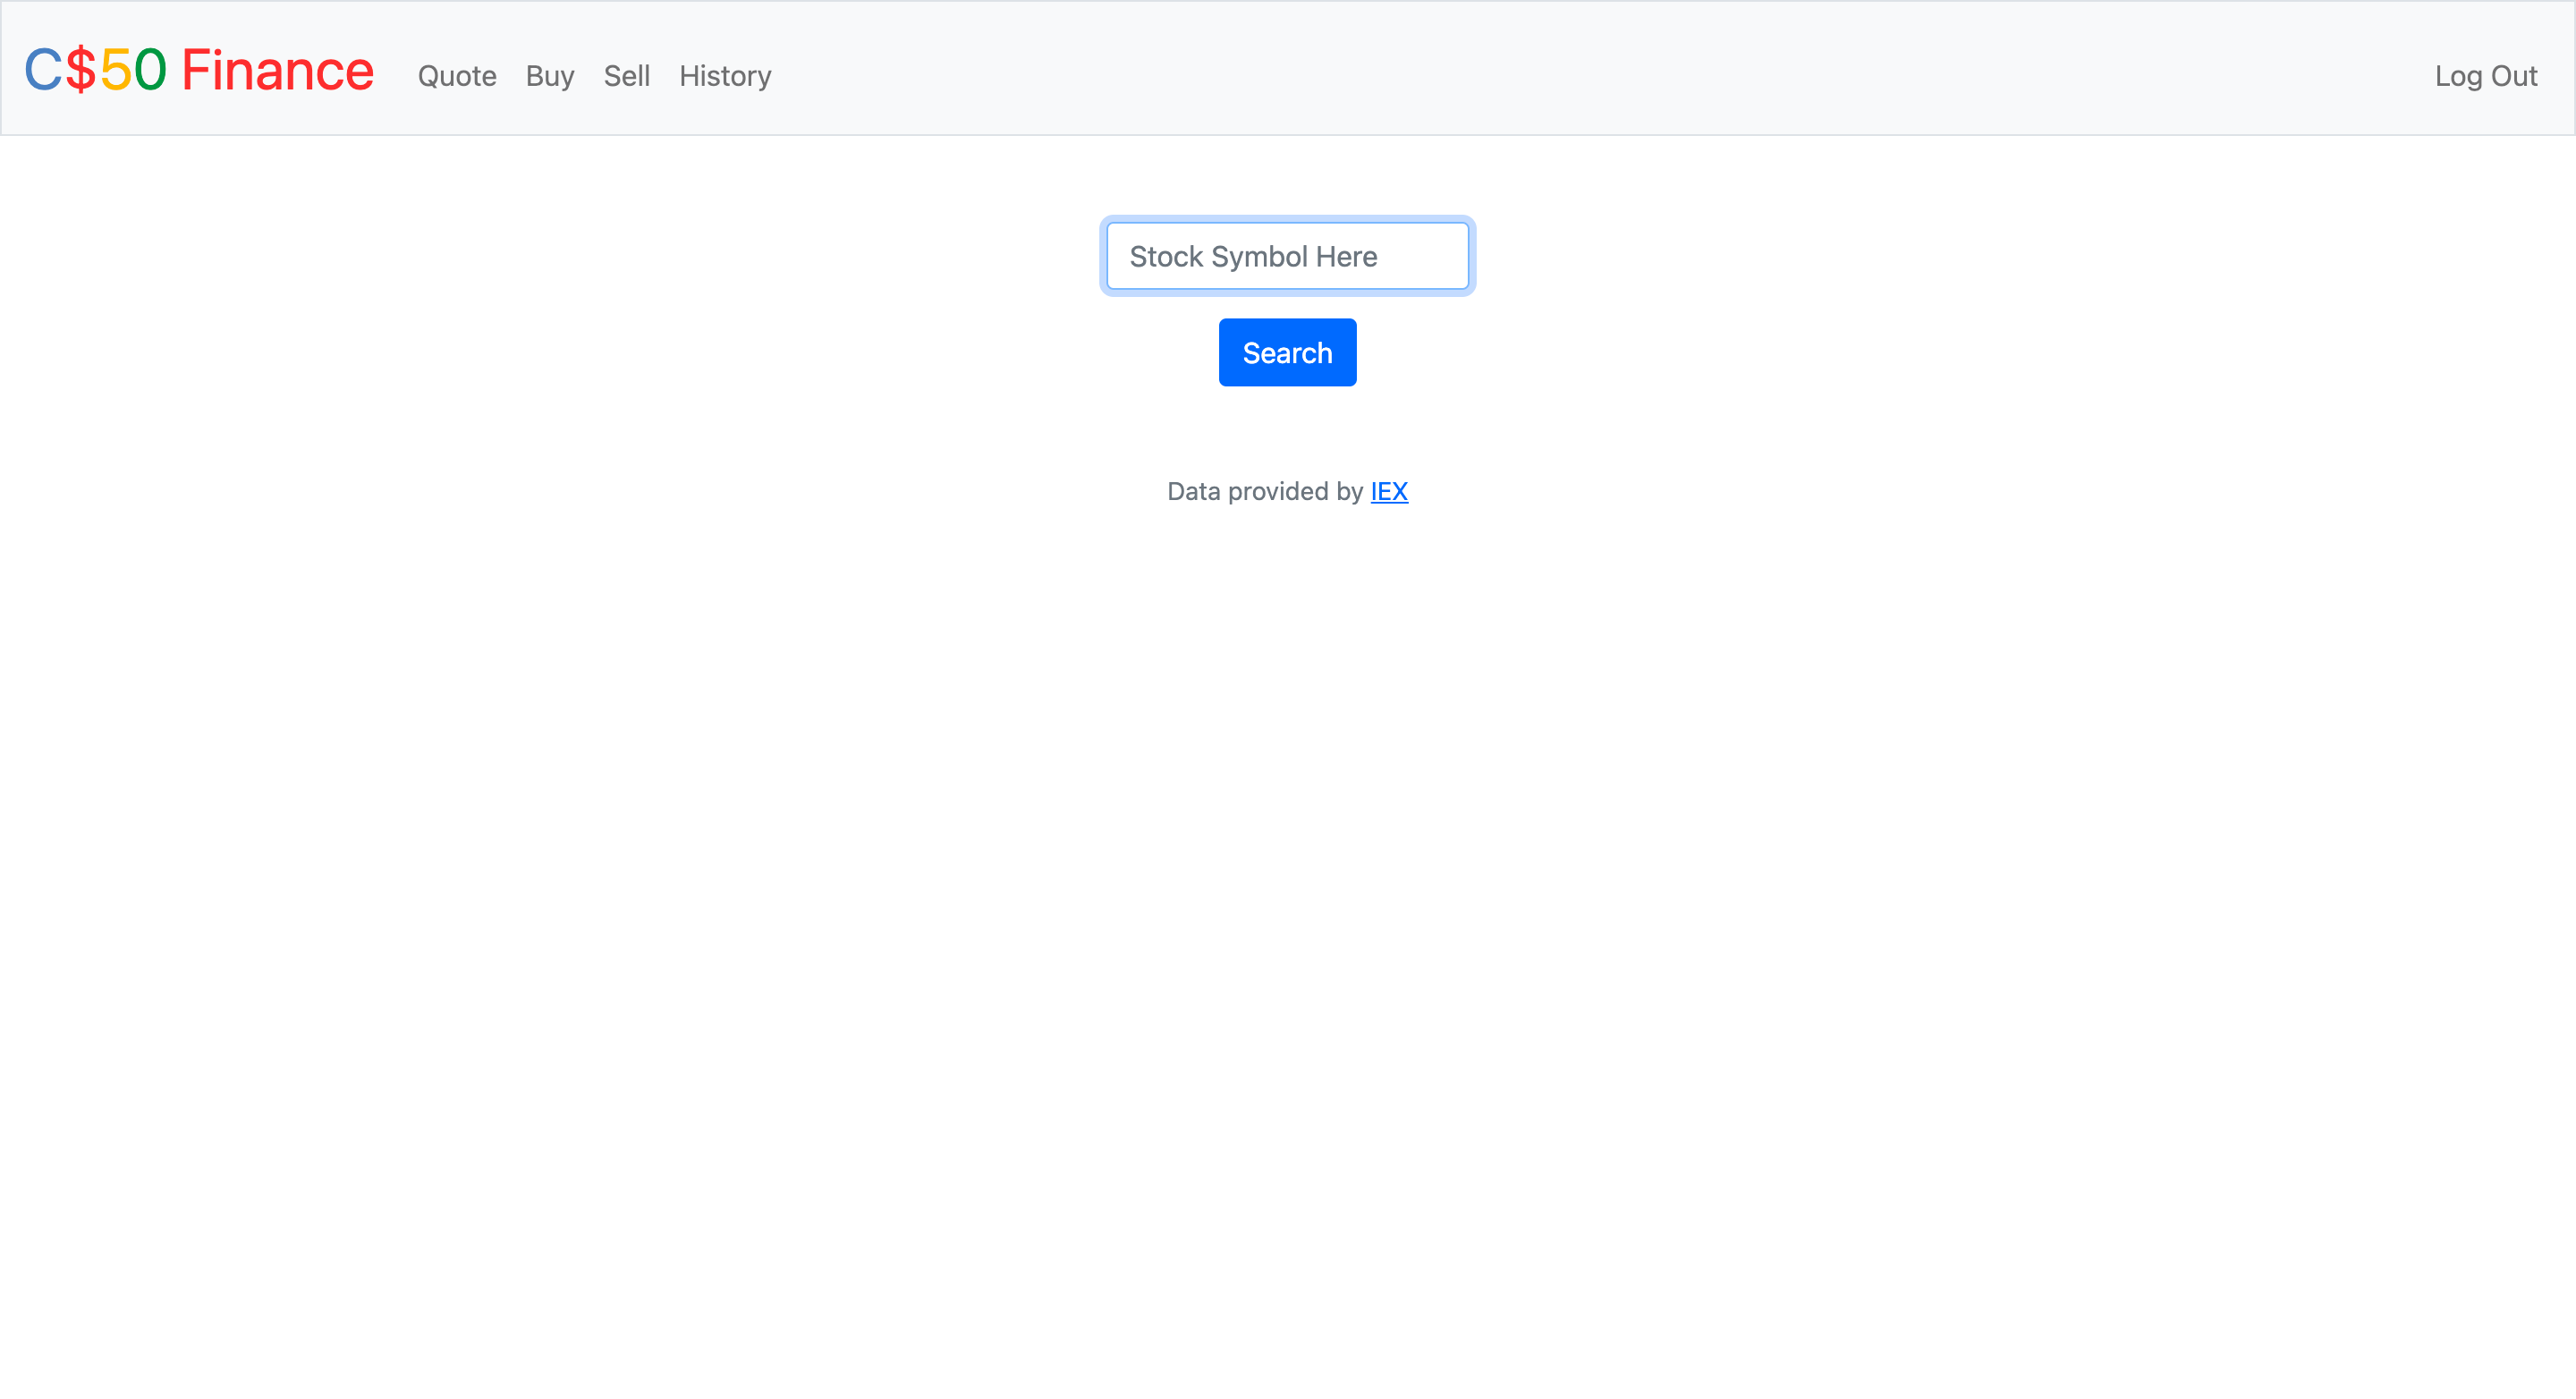 C$50 Finance Quote Buy Sell History Log Out
Stock Symbol Here
Search
Data provided by IEX